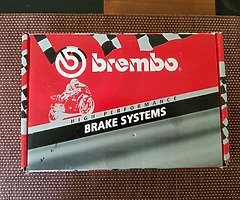 brembo
HIGH PERFORMANCE
BRAKE SYSTEMS